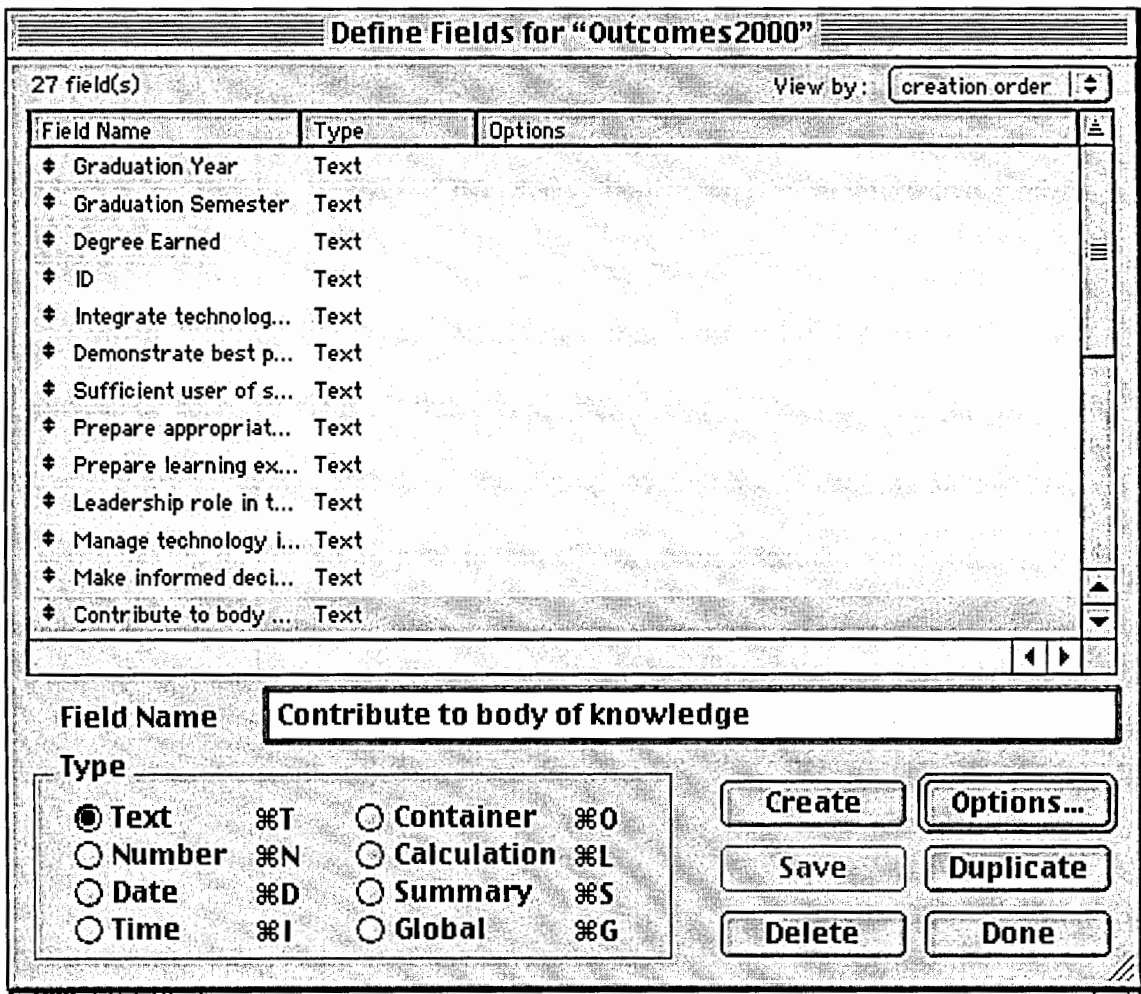 Define Fields for “Outcomes2000”
27 field(s) View by: creation order
Field Name Type Options
Graduation Year Text
Graduation Semester Text
Degree Earned Text
ID Text
Integrate technolog... Text
Demonstrate best p... Text
Sufficient user of s... Text
Prepare appropriat... Text
Prepare learning ex... Text
Leadership role in t... Text
Manage technology i... Text
Make informed deci... Text
Contribute to body ... Text
Field Name Contribute to body of knowledge
Type
Text ⌘T Container ⌘O Create Options...
Number ⌘N Calculation ⌘L
Save Duplicate
Date ⌘D Summary ⌘S
Time ⌘I Global ⌘G Delete Done